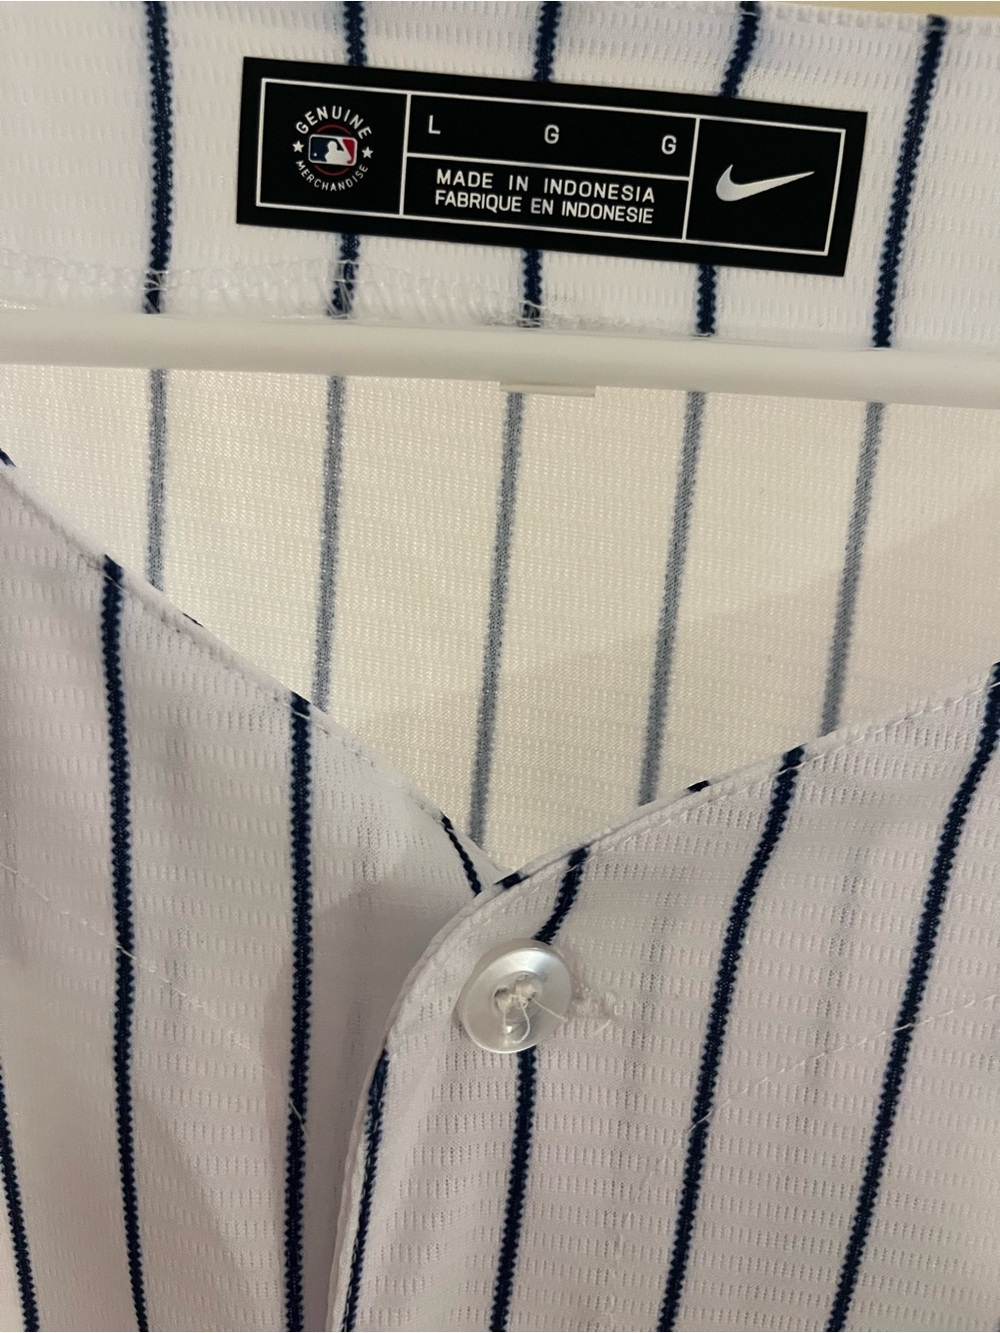 GENUINE
MERCHANDISE
L G G
MADE IN INDONESIA
FABRIQUE EN INDONESIE